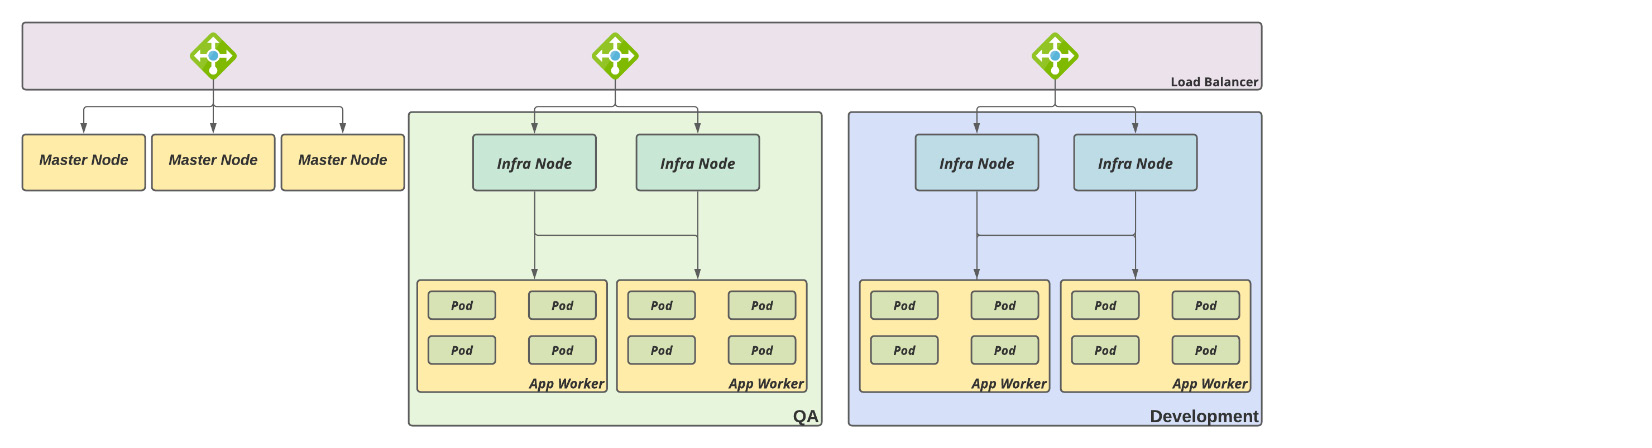 Load Balancer
Master Node
Master Node
Master Node
Infra Node
Infra Node
Infra Node
Infra Node
Pod
Pod
Pod
Pod
App Worker
Pod
Pod
Pod
Pod
App Worker
QA
Pod
Pod
Pod
Pod
App Worker
Pod
Pod
Pod
Pod
App Worker
Development